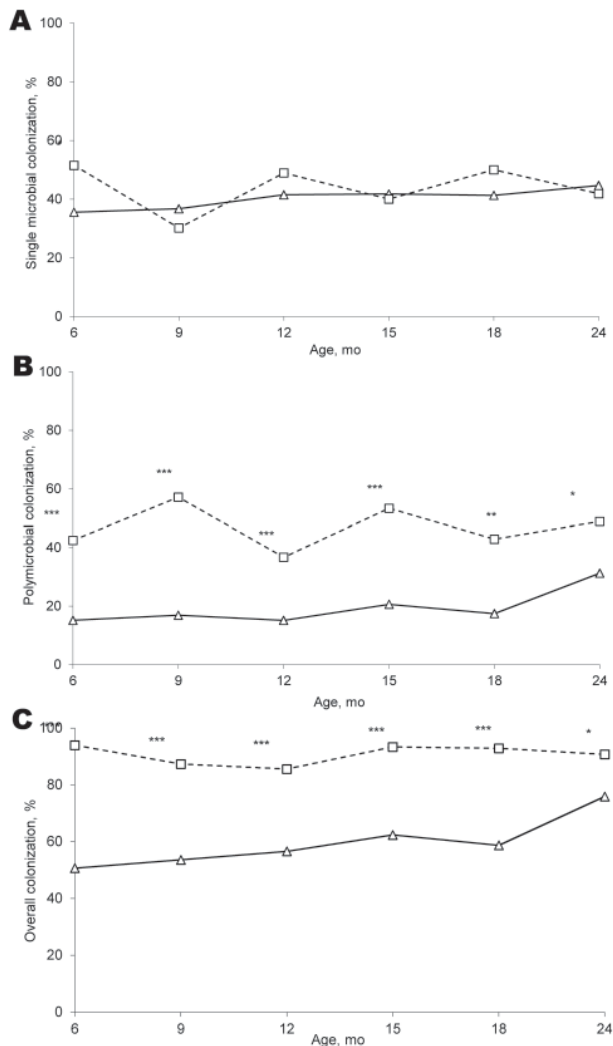 A
100
80
60
40
20
0
Single microbial colonization, %
*
6 9 12 15 18 24
Age, mo
B
100
80
60
40
20
0
Polymicrobial colonization, %
*** *** *** *** ** *
6 9 12 15 18 24
Age, mo
C
100
80
60
40
20
0
Overall colonization, %
*** *** *** *** *
6 9 12 15 18 24
Age, mo